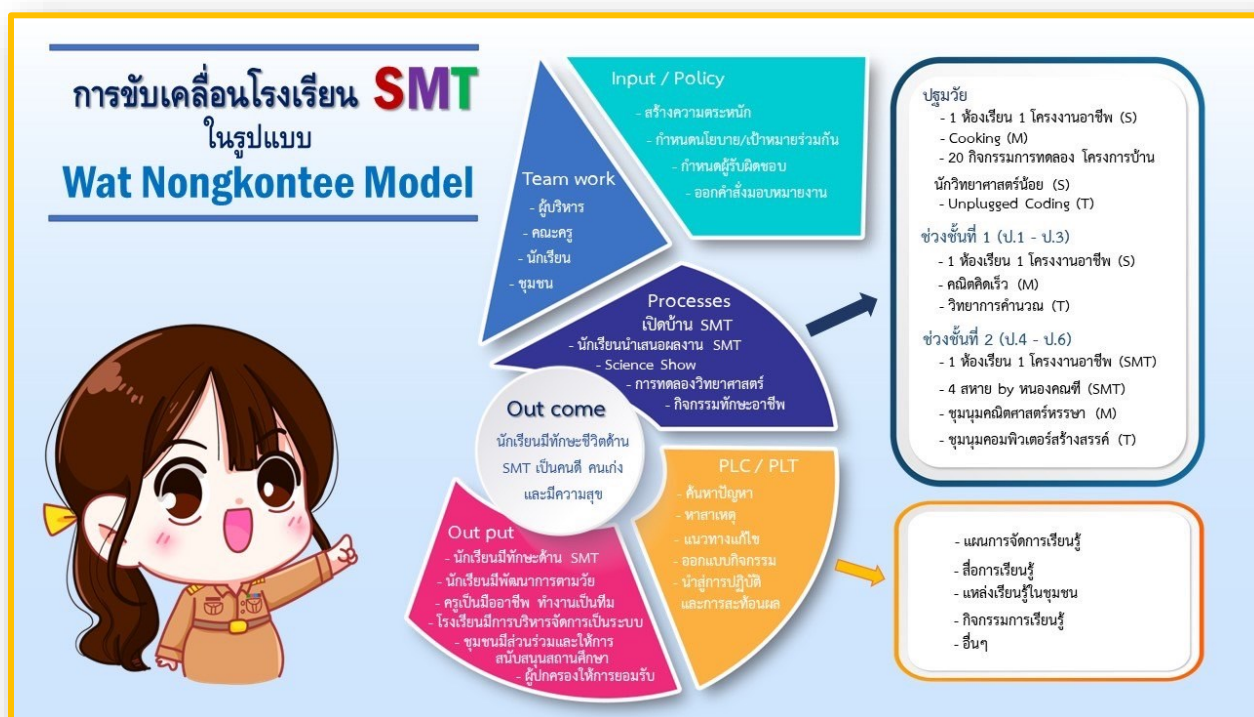 การขับเคลื่อนโรงเรียน SMT
ในรูปแบบ
Wat Nongkontee Model
Team work
- ผู้บริหาร
- คณะครู
- นักเรียน
- ชุมชน
Input / Policy
- สร้างความตระหนัก
- กำหนดนโยบาย/เป้าหมายร่วมกัน
- กำหนดผู้รับผิดชอบ
- ออกคำสั่งมอบหมายงาน
Processes
เปิดบ้าน SMT
- นักเรียนนำเสนอผลงาน SMT
- Science Show
- การทดลองวิทยาศาสตร์
- กิจกรรมทักษะอาชีพ
Out come
นักเรียนมีทักษะชีวิตด้าน
SMT เป็นคนดี คนเก่ง
และมีความสุข
PLC / PLT
- ค้นหาปัญหา
- หาสาเหตุ
- แนวทางแก้ไข
- ออกแบบกิจกรรม
- นำสู่การปฏิบัติ
และการสะท้อนผล
Out put
- นักเรียนมีทักษะด้าน SMT
- นักเรียนมีพัฒนาการตามวัย
- ครูเป็นมืออาชีพ ทำงานเป็นทีม
- โรงเรียนมีการบริหารจัดการเป็นระบบ
- ชุมชนมีส่วนร่วมและให้การ
สนับสนุนสถานศึกษา
- ผู้ปกครองให้การยอมรับ
ปฐมวัย
- 1 ห้องเรียน 1 โครงงานอาชีพ (S)
- Cooking (M)
- 20 กิจกรรมการทดลอง โครงการบ้าน
นักวิทยาศาสตร์น้อย (S)
- Unplugged Coding (T)
ช่วงชั้นที่ 1 (ป.1 - ป.3)
- 1 ห้องเรียน 1 โครงงานอาชีพ (S)
- คณิตคิดเร็ว (M)
- วิทยาการคำนวณ (T)
ช่วงชั้นที่ 2 (ป.4 - ป.6)
- 1 ห้องเรียน 1 โครงงานอาชีพ (SMT)
- 4 สหาย by หนองคณฑี (SMT)
- ชุมนุมคณิตศาสตร์หรรษา (M)
- ชุมนุมคอมพิวเตอร์สร้างสรรค์ (T)
- แผนการจัดการเรียนรู้
- สื่อการเรียนรู้
- แหล่งเรียนรู้ในชุมชน
- กิจกรรมการเรียนรู้
- อื่นๆ